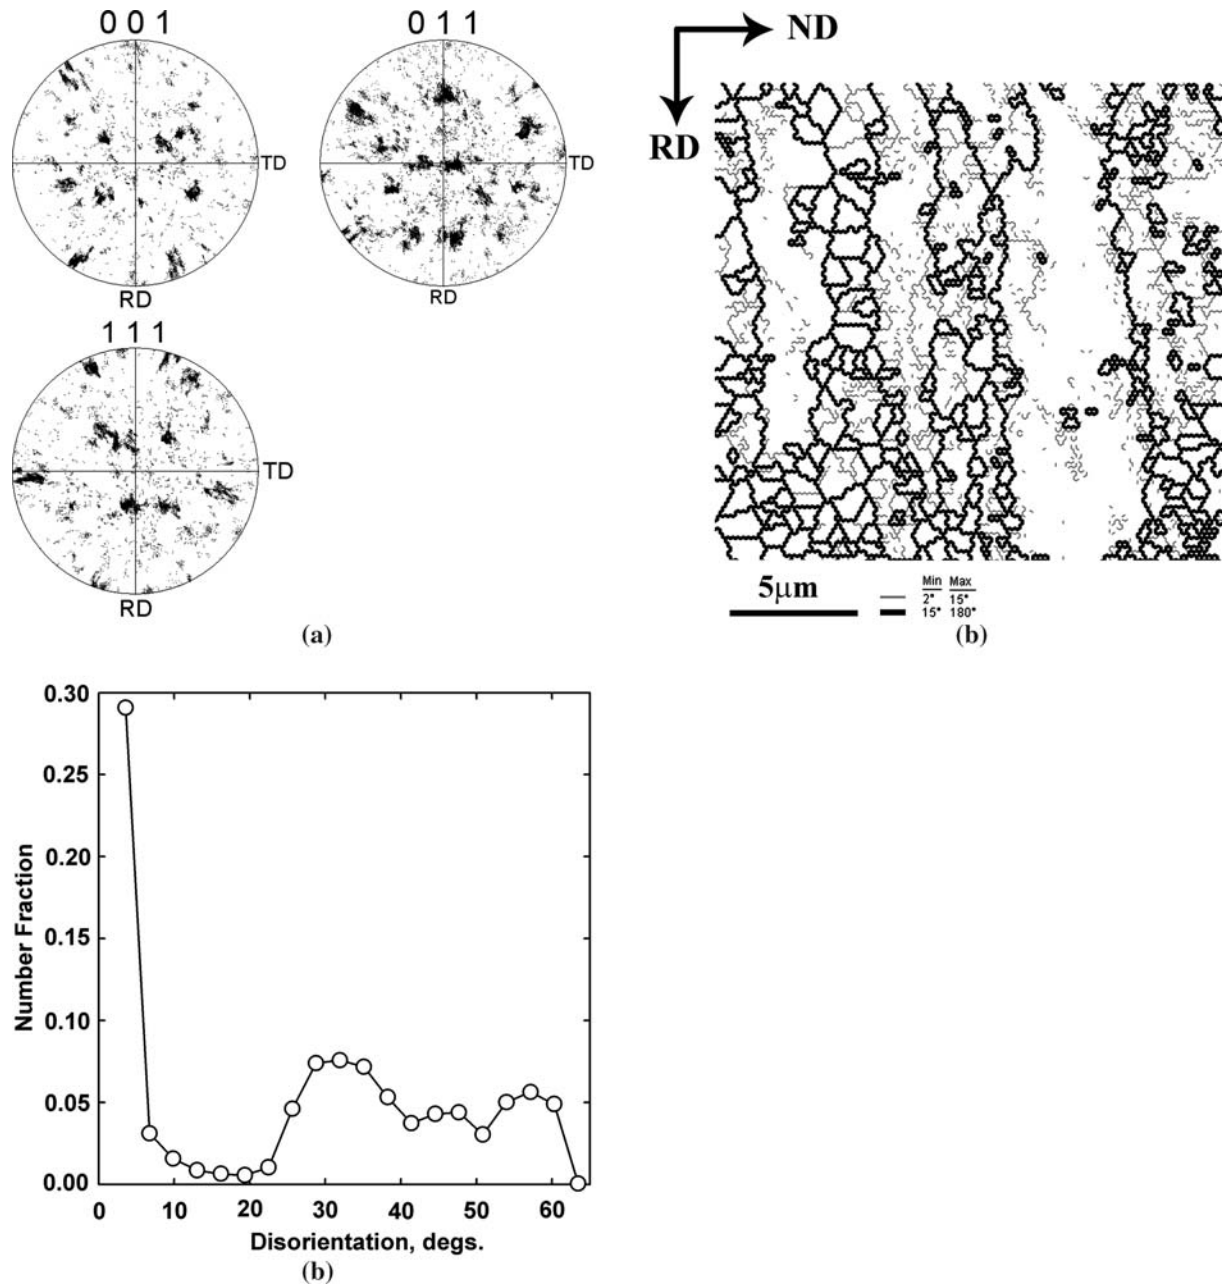 0 0 1
TD
RD
0 1 1
TD
RD
1 1 1
TD
RD
(a)
ND
RD
5μm
Min Max
2° 15°
15° 180°
(b)
0.30
0.25
0.20
0.15
0.10
0.05
0.00
Number Fraction
0 10 20 30 40 50 60
Disorientation, degs.
(b)